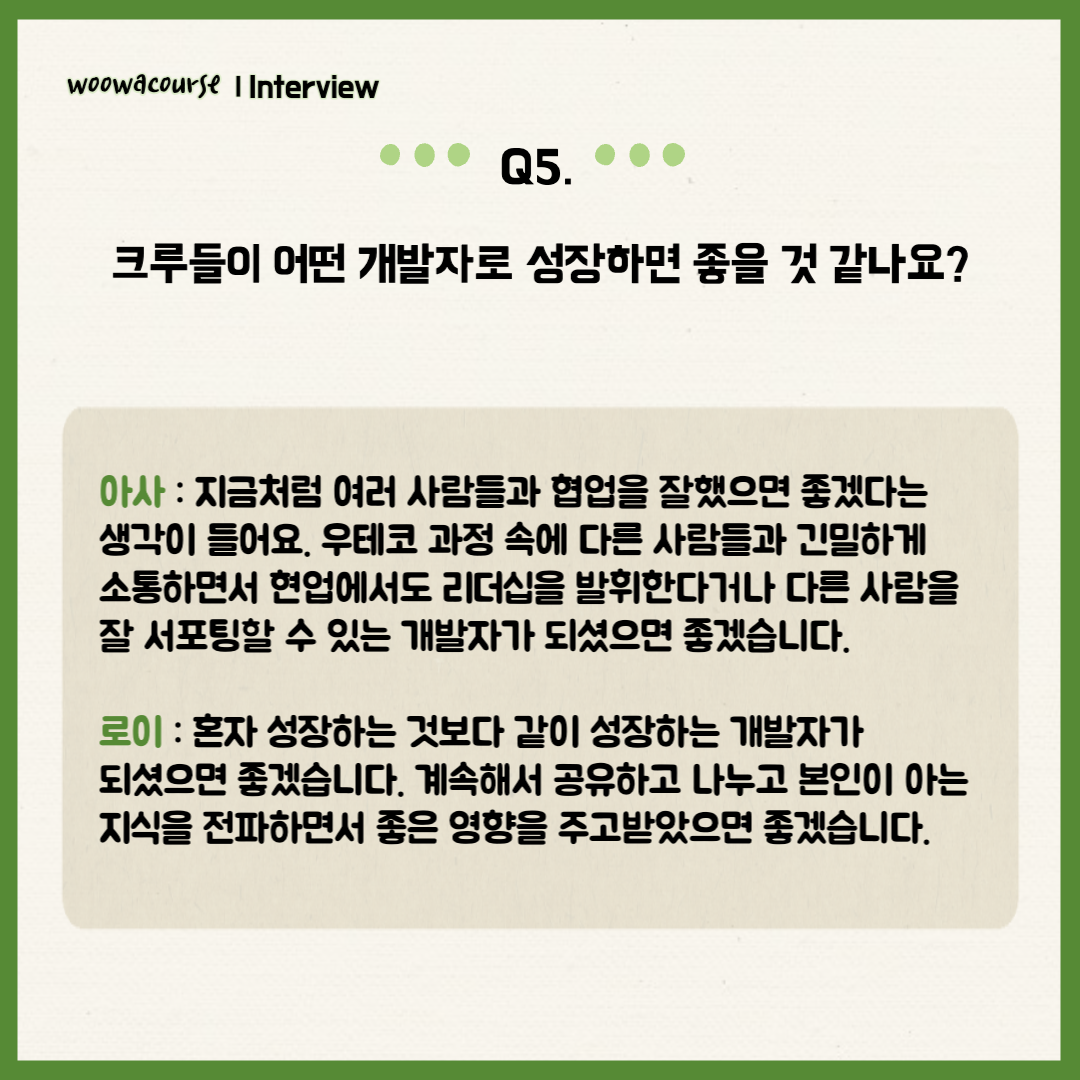 woowacourse | Interview
Q5.
크루들이 어떤 개발자로 성장하면 좋을 것 같나요?
아사 : 지금처럼 여러 사람들과 협업을 잘했으면 좋겠다는
생각이 들어요. 우테코 과정 속에 다른 사람들과 긴밀하게
소통하면서 현업에서도 리더십을 발휘한다거나 다른 사람을
잘 서포팅할 수 있는 개발자가 되셨으면 좋겠습니다.
로이 : 혼자 성장하는 것보다 같이 성장하는 개발자가
되셨으면 좋겠습니다. 계속해서 공유하고 나누고 본인이 아는
지식을 전파하면서 좋은 영향을 주고받았으면 좋겠습니다.